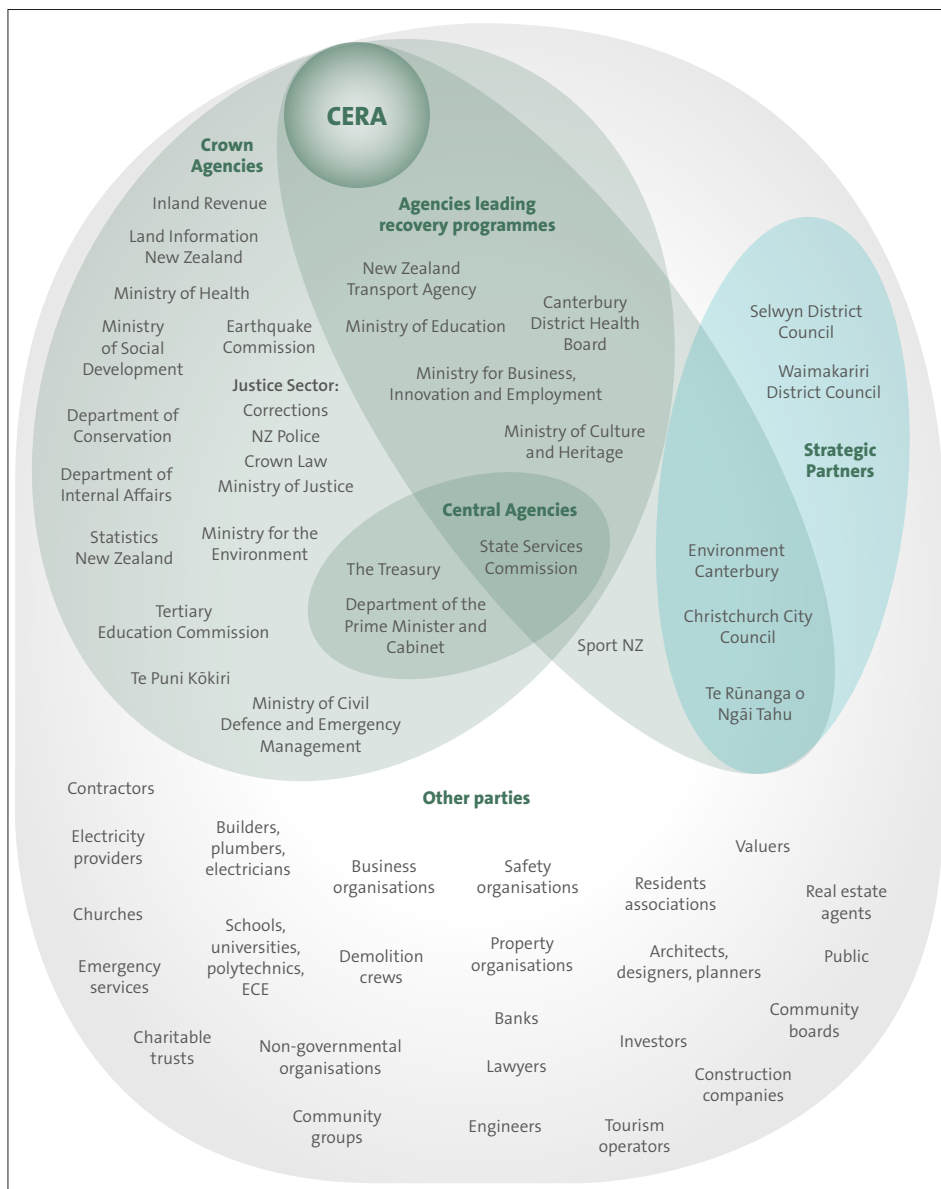 CERA
Crown
Agencies
Inland Revenue
Land Information
New Zealand
Ministry of Health
Ministry
of Social
Development
Earthquake
Commission
Justice Sector:
Corrections
NZ Police
Crown Law
Ministry of Justice
Department of
Conservation
Department of
Internal Affairs
Statistics
New Zealand
Ministry for the
Environment
Tertiary
Education Commission
Te Puni Kōkiri
Ministry of Civil
Defence and Emergency
Management
Agencies leading
recovery programmes
New Zealand
Transport Agency
Canterbury
District Health
Board
Ministry of Education
Ministry for Business,
Innovation and Employment
Ministry of Culture
and Heritage
Central Agencies
State Services
Commission
The Treasury
Department of the
Prime Minister and
Cabinet
Sport NZ
Selwyn District
Council
Waimakariri
District Council
Strategic
Partners
Environment
Canterbury
Christchurch City
Council
Te Rūnanga o
Ngāi Tahu
Other parties
Contractors
Electricity
providers
Builders,
plumbers,
electricians
Business
organisations
Safety
organisations
Valuers
Residents
associations
Real estate
agents
Churches
Schools,
universities,
polytechnics,
ECE
Demolition
crews
Property
organisations
Architects,
designers, planners
Public
Emergency
services
Banks
Community
boards
Charitable
trusts
Non-governmental
organisations
Lawyers
Investors
Construction
companies
Community
groups
Engineers
Tourism
operators